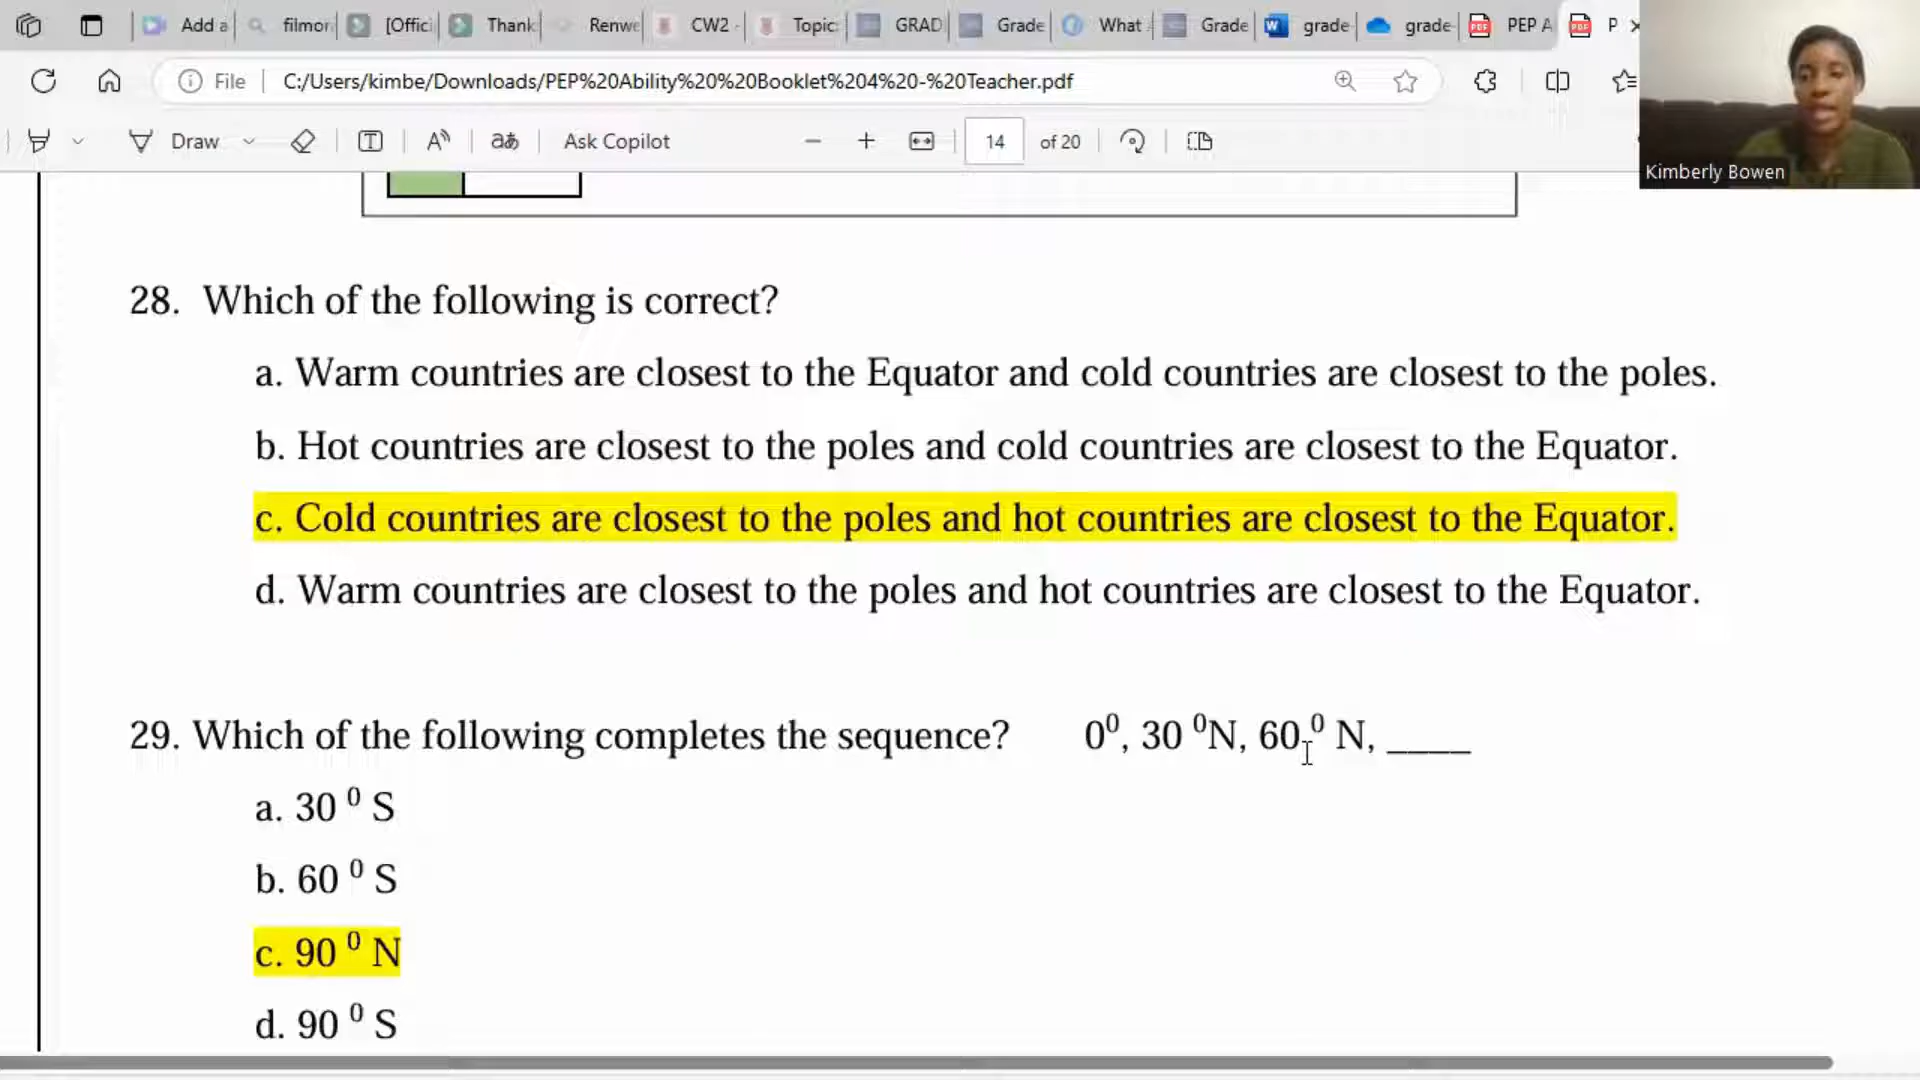 Add a filmor [Offici Thank Renwe CW2 - Topic: GRAD Grade What Grade grade- grade- PEP A P
File C:/Users/kimbe/Downloads/PEP%20Ability%20%20Booklet%204%20-%20Teacher.pdf
Draw A aあ Ask Copilot 14 of 20
Kimberly Bowen
28. Which of the following is correct?
a. Warm countries are closest to the Equator and cold countries are closest to the poles.
b. Hot countries are closest to the poles and cold countries are closest to the Equator.
c. Cold countries are closest to the poles and hot countries are closest to the Equator.
d. Warm countries are closest to the poles and hot countries are closest to the Equator.
29. Which of the following completes the sequence? 0⁰, 30 ⁰N, 60 ⁰ N, ____
a. 30 ⁰ S
b. 60 ⁰ S
c. 90 ⁰ N
d. 90 ⁰ S